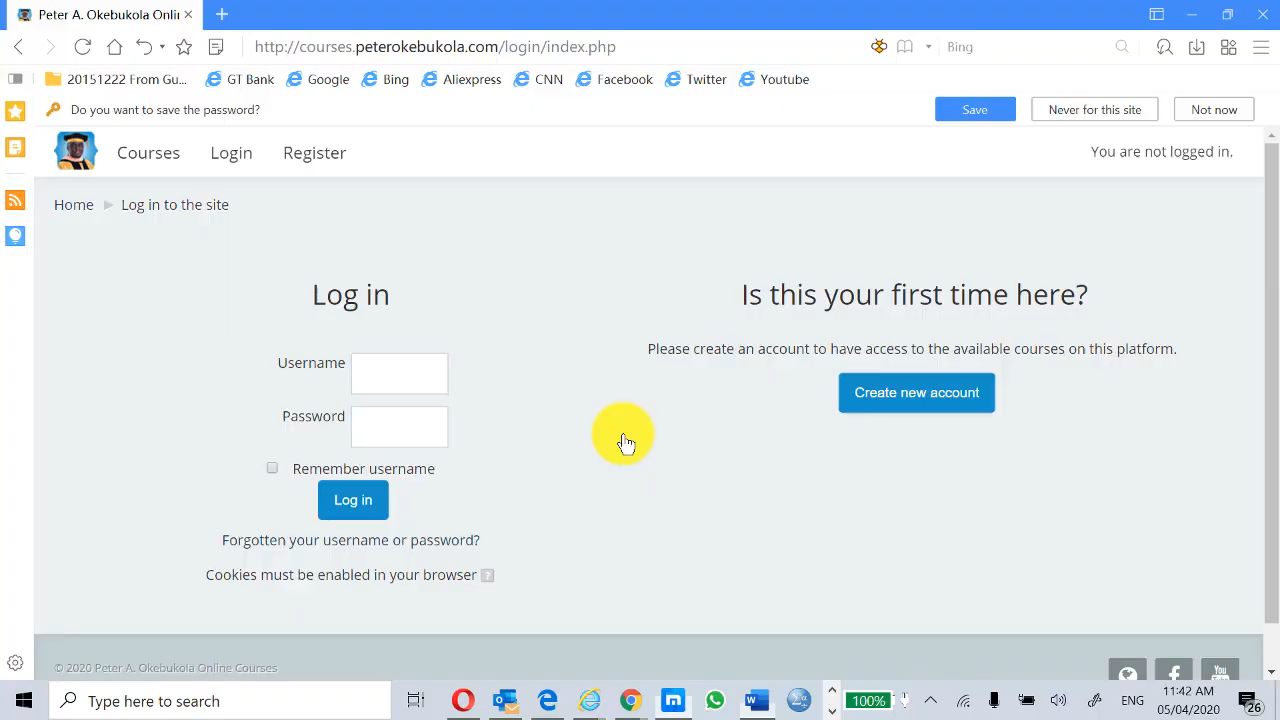 Peter A. Okebukola Onli
http://courses.peterokebukola.com/login/index.php
Bing
20151222 From Gu...
GT Bank
Google
Bing
Aliexpress
CNN
Facebook
Twitter
Youtube
Do you want to save the password?
Save
Never for this site
Not now
Courses
Login
Register
You are not logged in.
Home
Log in to the site
Log in
Is this your first time here?
Please create an account to have access to the available courses on this platform.
Create new account
Username
Password
Remember username
Log in
Forgotten your username or password?
Cookies must be enabled in your browser ?
© 2020 Peter A. Okebukola Online Courses
You
Type here to search
100%
ENG
11:42 AM
05/04/2020
26